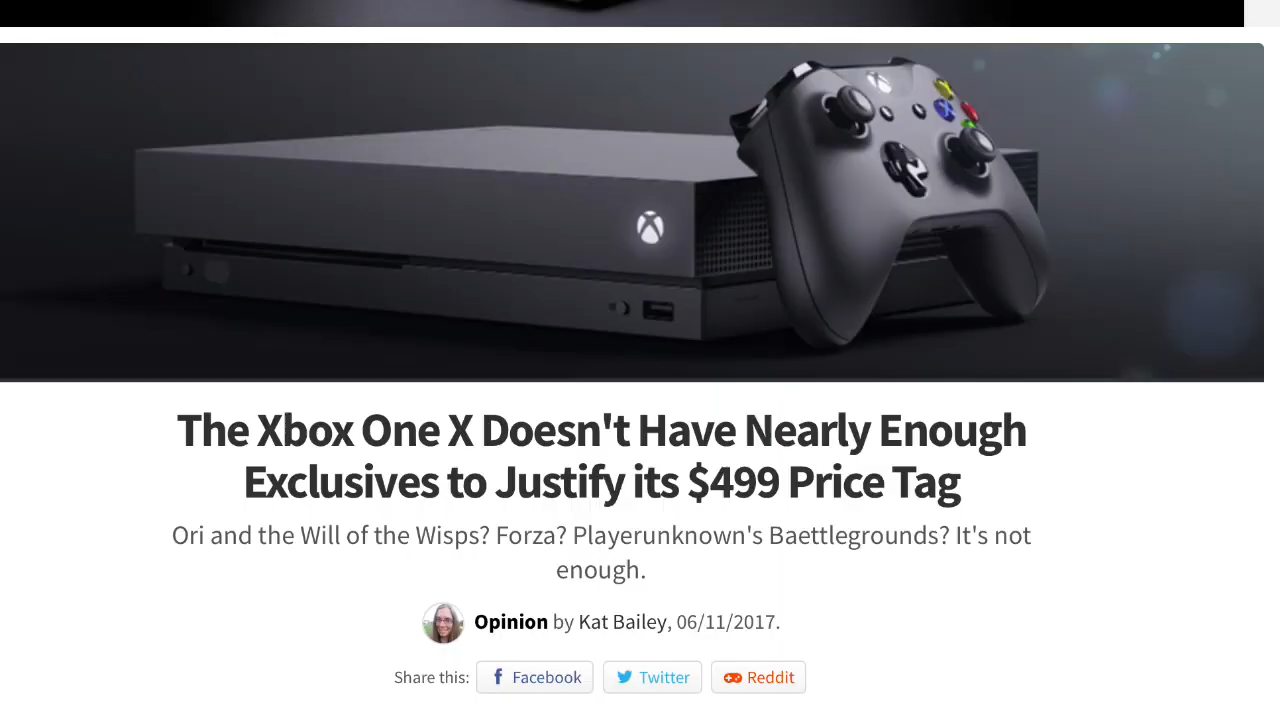 The Xbox One X Doesn't Have Nearly Enough
Exclusives to Justify its $499 Price Tag
Ori and the Will of the Wisps? Forza? Playerunknown's Baettlegrounds? It's not
enough.
Opinion by Kat Bailey, 06/11/2017.
Share this: Facebook Twitter Reddit